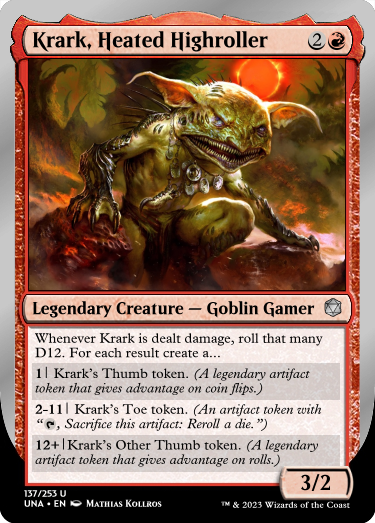 Krark, Heated Highroller 2
Legendary Creature — Goblin Gamer
Whenever Krark is dealt damage, roll that many
D12. For each result create a...
1| Krark's Thumb token. (A legendary artifact
token that gives advantage on coin flips.)
2-11| Krark's Toe token. (An artifact token with
“, Sacrifice this artifact: Reroll a die.”)
12+|Krark's Other Thumb token. (A legendary
artifact token that gives advantage on rolls.)
3/2
137/253 U
UNA • EN Mathias Kollros
™ & 2023 Wizards of the Coast